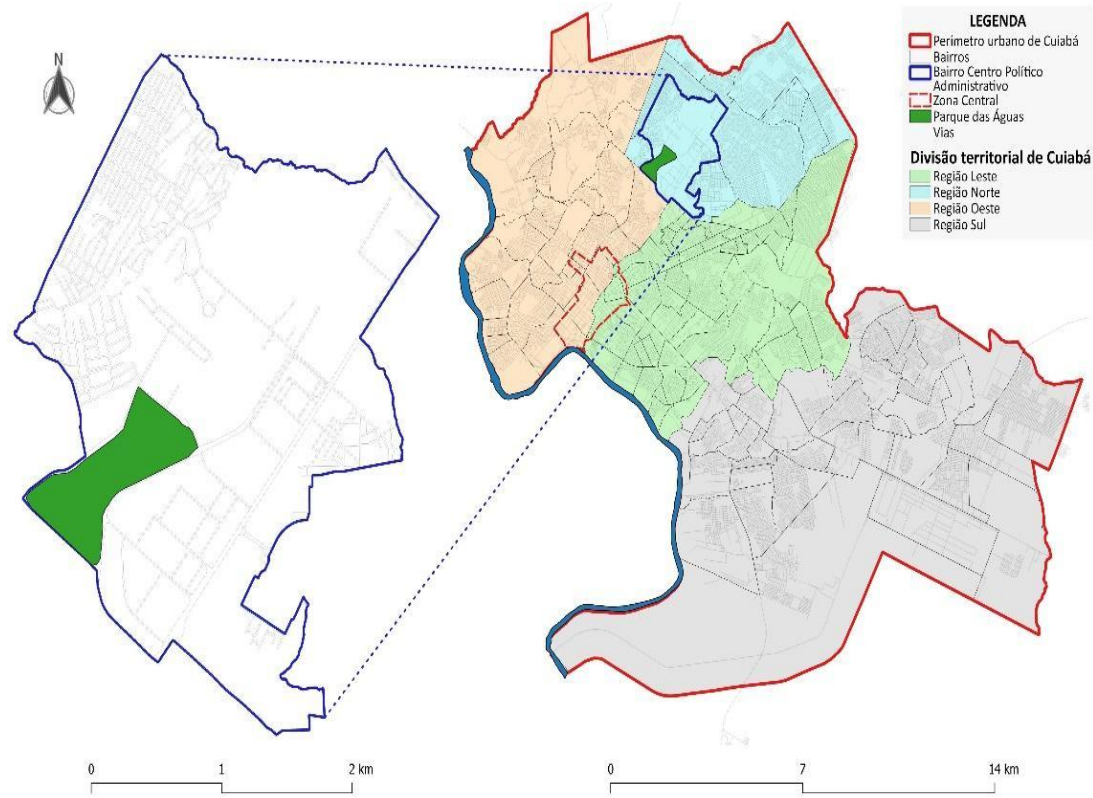 N
LEGENDA
Perimetro urbano de Cuiabá
Bairros
Bairro Centro Político
Administrativo
Zona Central
Parque das Águas
Vias
Divisão territorial de Cuiabá
Região Leste
Região Norte
Região Oeste
Região Sul
0 1 2 km
0 7 14 km